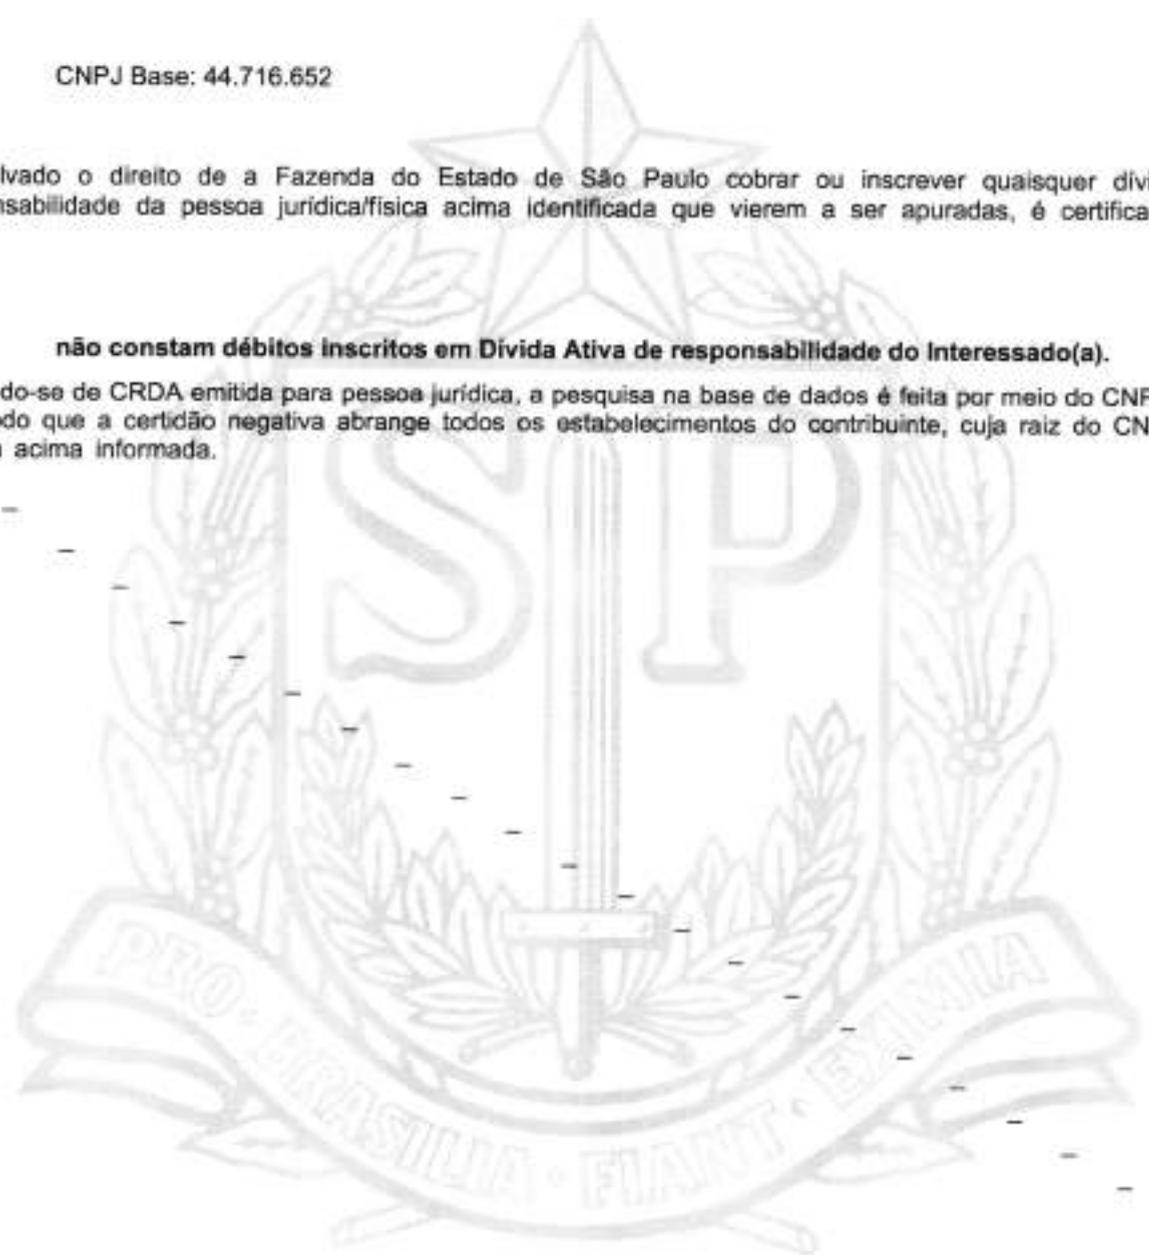 CNPJ Base: 44.716.652
lvado o direito de a Fazenda do Estado de São Paulo cobrar ou inscrever quaisquer dívi
nsabilidade da pessoa jurídica/física acima identificada que vierem a ser apuradas, é certifica
não constam débitos inscritos em Dívida Ativa de responsabilidade do Interessado(a).
do-se de CRDA emitida para pessoa jurídica, a pesquisa na base de dados é feita por meio do CNP
do que a certidão negativa abrange todos os estabelecimentos do contribuinte, cuja raiz do CN
acima informada.
SP
PRO · BRASILIA · FIANT · EXIMIA